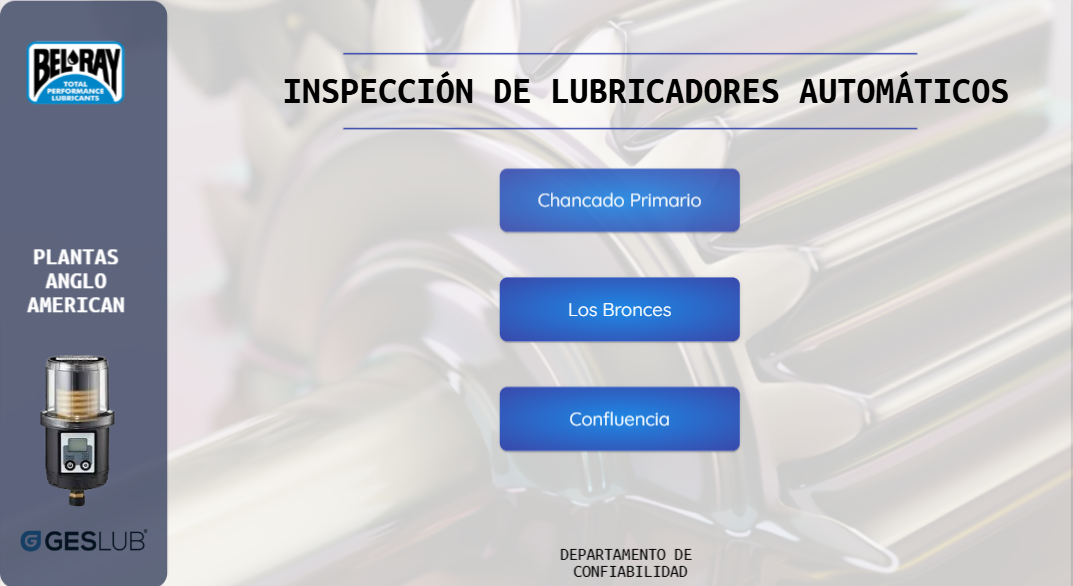 BEL-RAY
TOTAL
PERFORMANCE
LUBRICANTS
INSPECCIÓN DE LUBRICADORES AUTOMÁTICOS
Chancado Primario
PLANTAS
ANGLO
AMERICAN
Los Bronces
Confluencia
GESLUB®
DEPARTAMENTO DE
CONFIABILIDAD